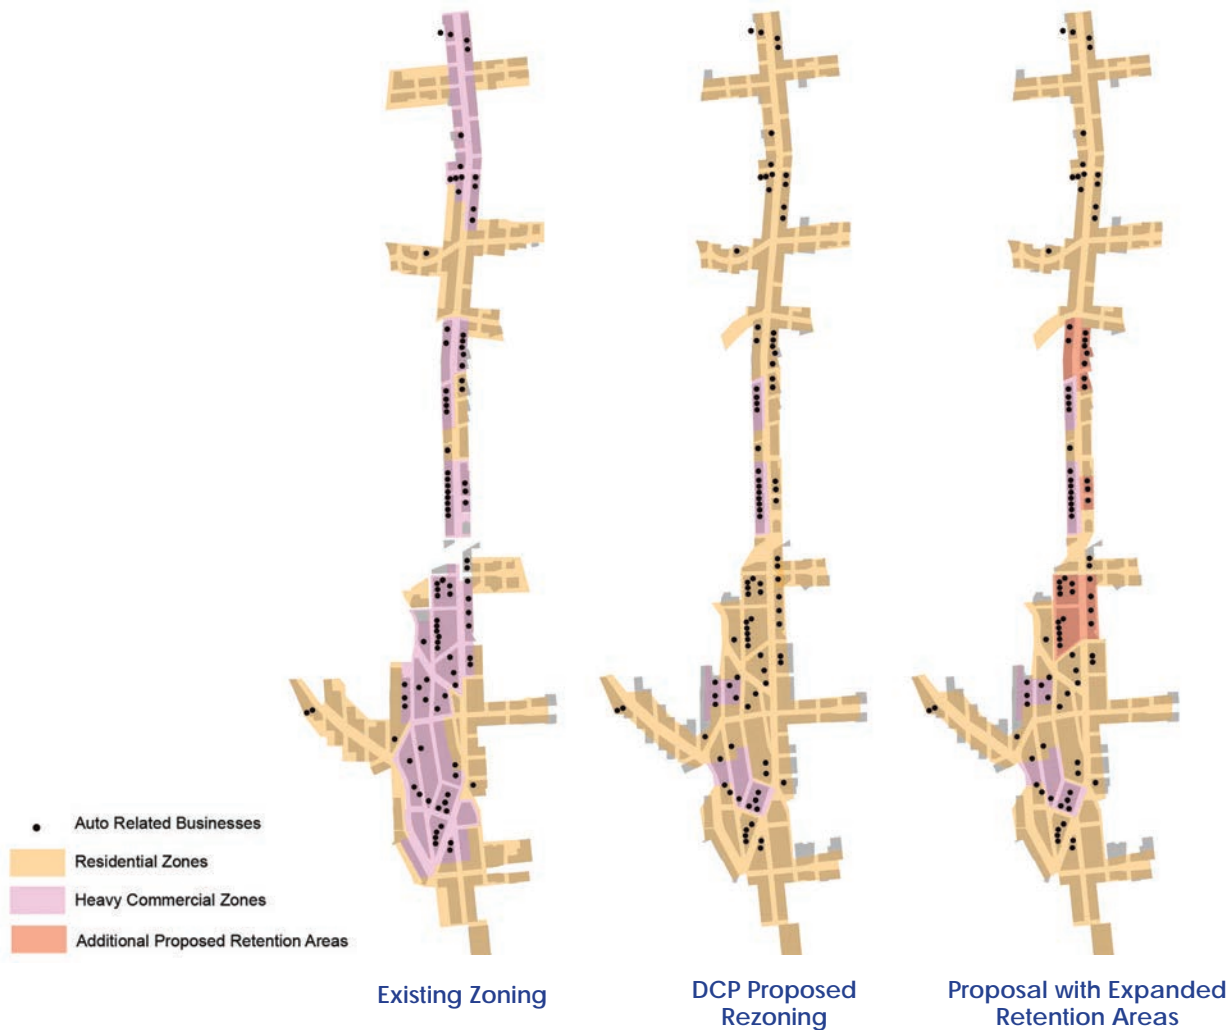 Auto Related Businesses
Residential Zones
Heavy Commercial Zones
Additional Proposed Retention Areas
Existing Zoning
DCP Proposed
Rezoning
Proposal with Expanded
Retention Areas